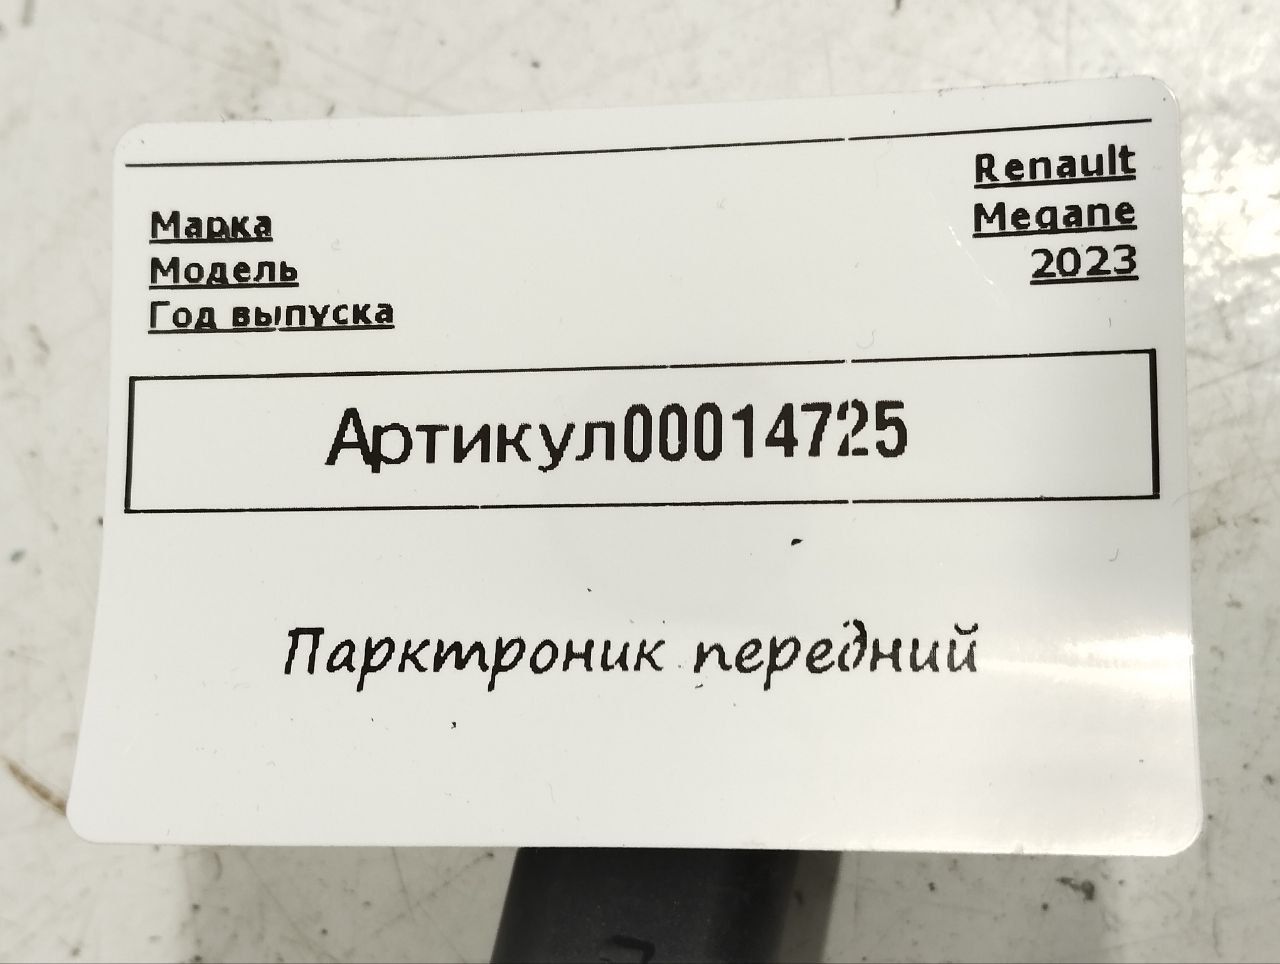 Марка Renault
Модель Megane
Год выпуска 2023
Артикул00014725
Парктроник передний